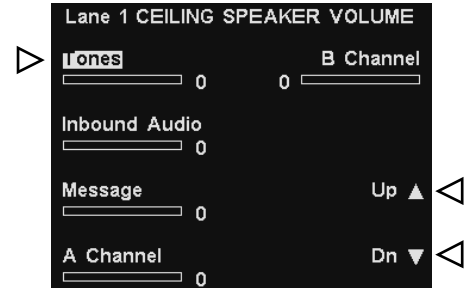 Lane 1 CEILING SPEAKER VOLUME
Tones B Channel
0 0
Inbound Audio
0
Message Up ▲
0
A Channel Dn ▼
0